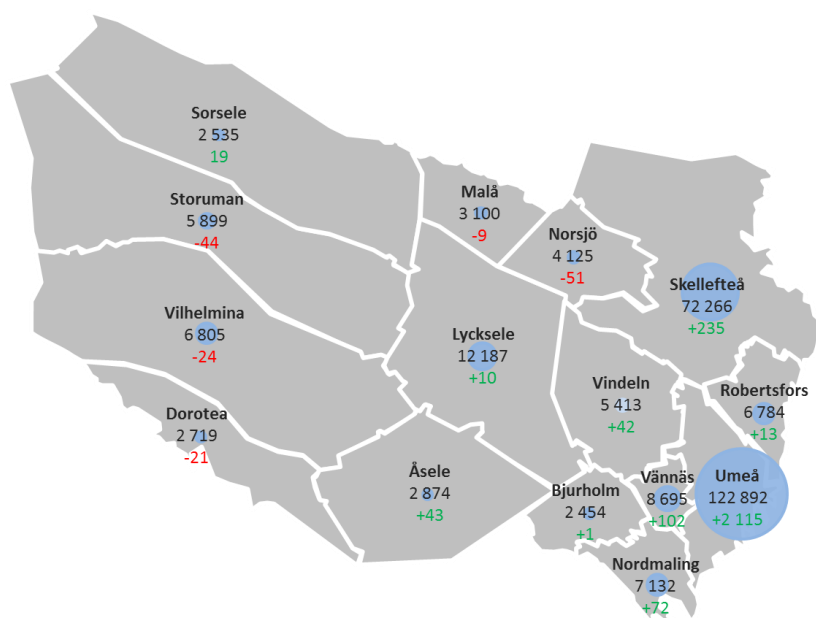 Sorsele
2 535
19
Storuman
5 899
-44
Malå
3 100
-9
Norsjö
4 125
-51
Skellefteå
72 266
+235
Vilhelmina
6 805
-24
Lycksele
12 187
+10
Vindeln
5 413
+42
Robertsfors
6 784
+13
Dorotea
2 719
-21
Åsele
2 874
+43
Bjurholm
2 454
+1
Vännäs
8 695
+102
Umeå
122 892
+2 115
Nordmaling
7 132
+72